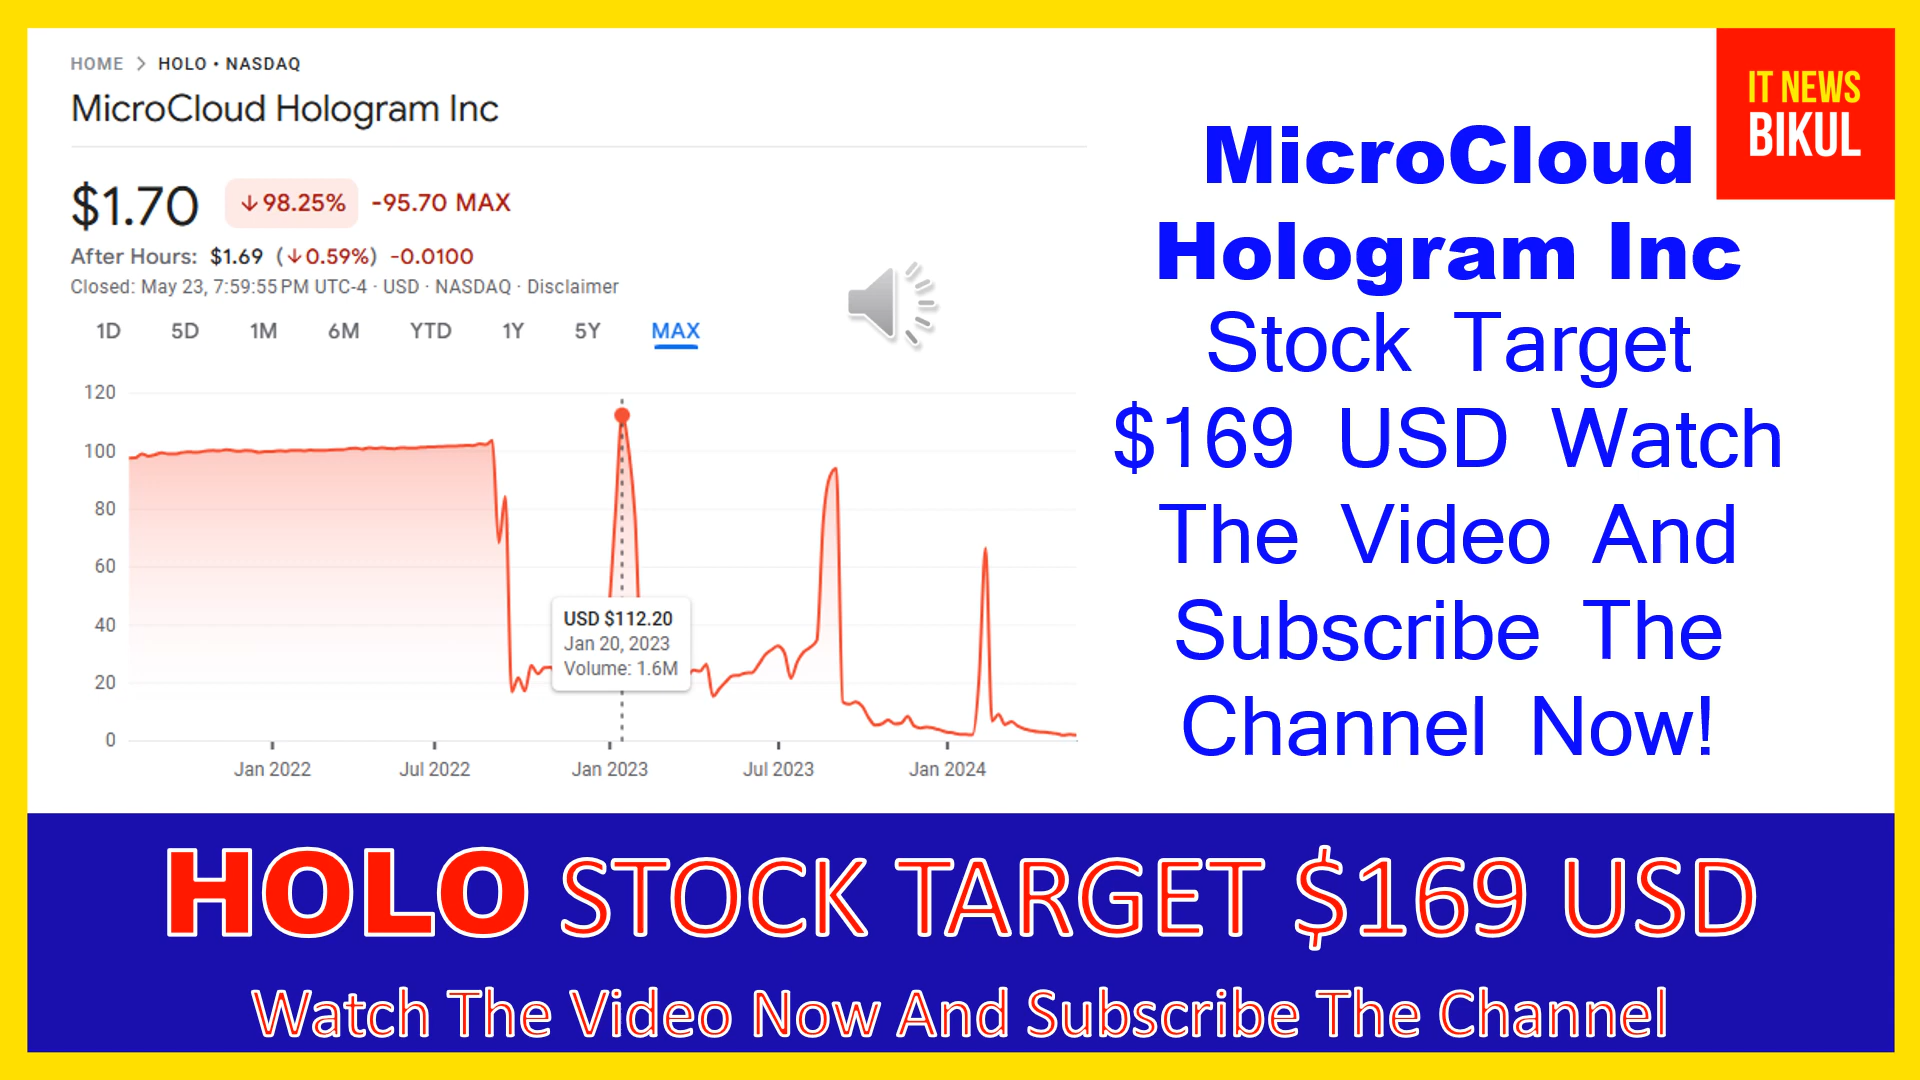 HOME > HOLO • NASDAQ
MicroCloud Hologram Inc
$1.70 ↓98.25% -95.70 MAX
After Hours: $1.69 (↓0.59%) -0.0100
Closed: May 23, 7:59:55 PM UTC-4 · USD · NASDAQ · Disclaimer
1D 5D 1M 6M YTD 1Y 5Y MAX
120
100
80
60
40
20
0
USD $112.20
Jan 20, 2023
Volume: 1.6M
Jan 2022 Jul 2022 Jan 2023 Jul 2023 Jan 2024
IT NEWS
BIKUL
MicroCloud
Hologram Inc
Stock Target
$169 USD Watch
The Video And
Subscribe The
Channel Now!
HOLO STOCK TARGET $169 USD
Watch The Video Now And Subscribe The Channel